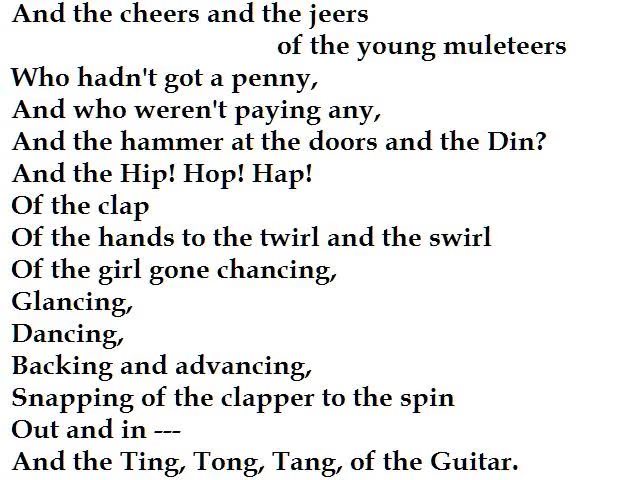 And the cheers and the jeers
of the young muleteers
Who hadn't got a penny,
And who weren't paying any,
And the hammer at the doors and the Din?
And the Hip! Hop! Hap!
Of the clap
Of the hands to the twirl and the swirl
Of the girl gone chancing,
Glancing,
Dancing,
Backing and advancing,
Snapping of the clapper to the spin
Out and in ---
And the Ting, Tong, Tang, of the Guitar.